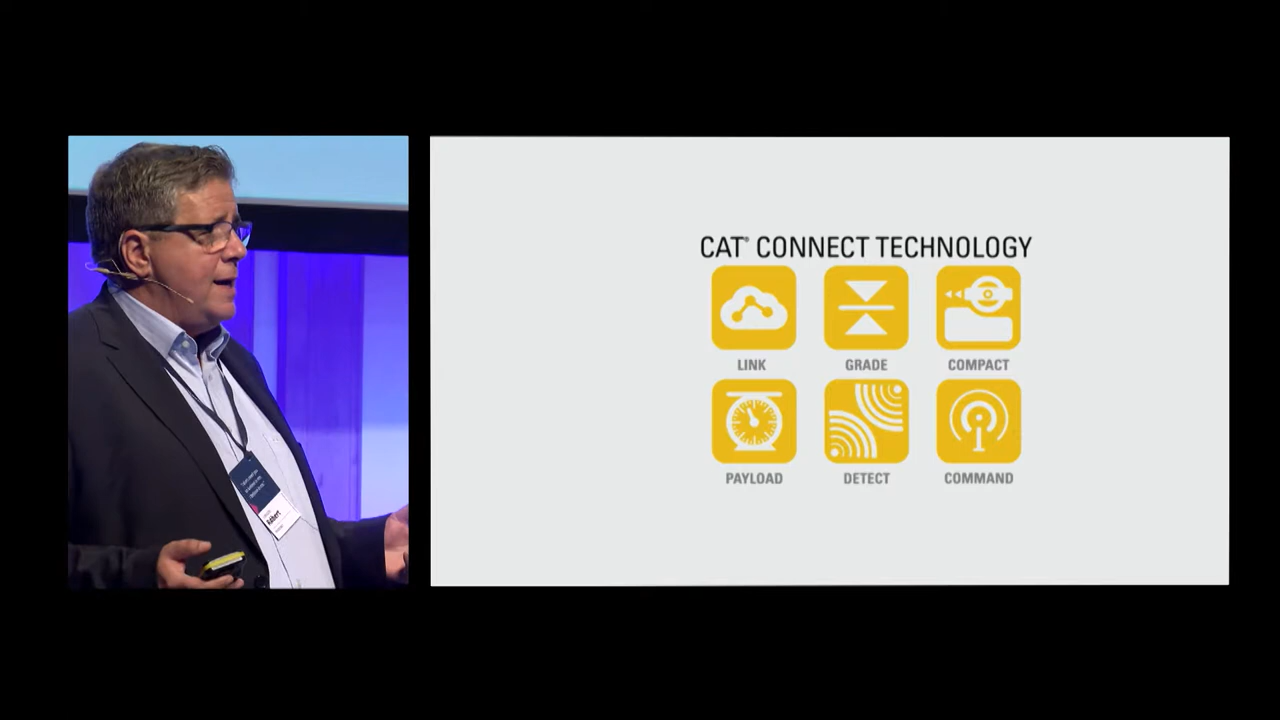 CAT® CONNECT TECHNOLOGY
LINK
GRADE
COMPACT
PAYLOAD
DETECT
COMMAND